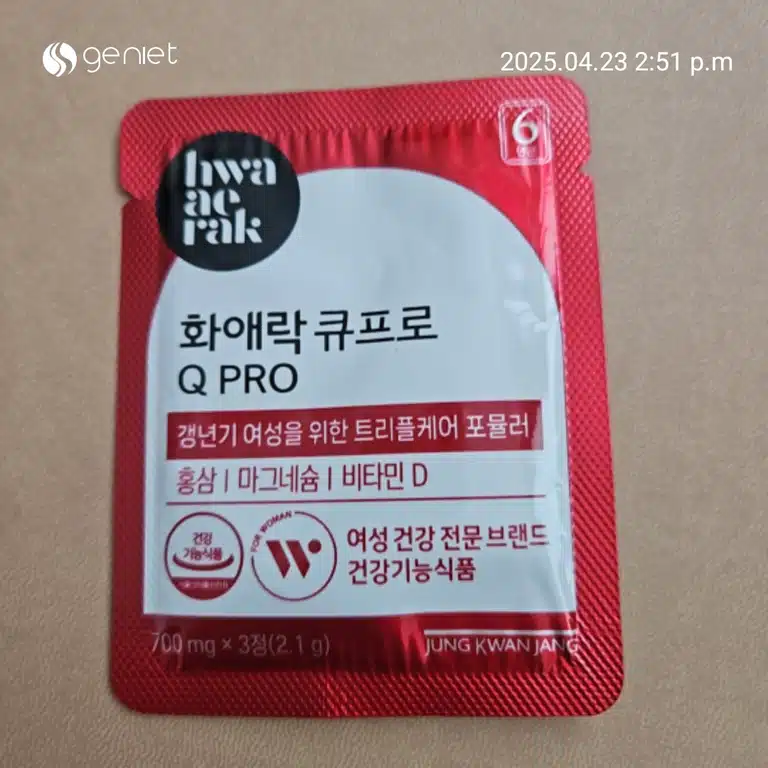 geniet
2025.04.23 2:51 p.m
6
hwa
ae
rak
화애락 큐프로
Q PRO
갱년기 여성을 위한 트리플케어 포뮬러
홍삼 | 마그네슘 | 비타민 D
건강
기능식품
FOR WOMAN
W
여성 건강 전문 브랜드
건강기능식품
700 mg × 3정(2.1 g)
JUNG KWAN JANG